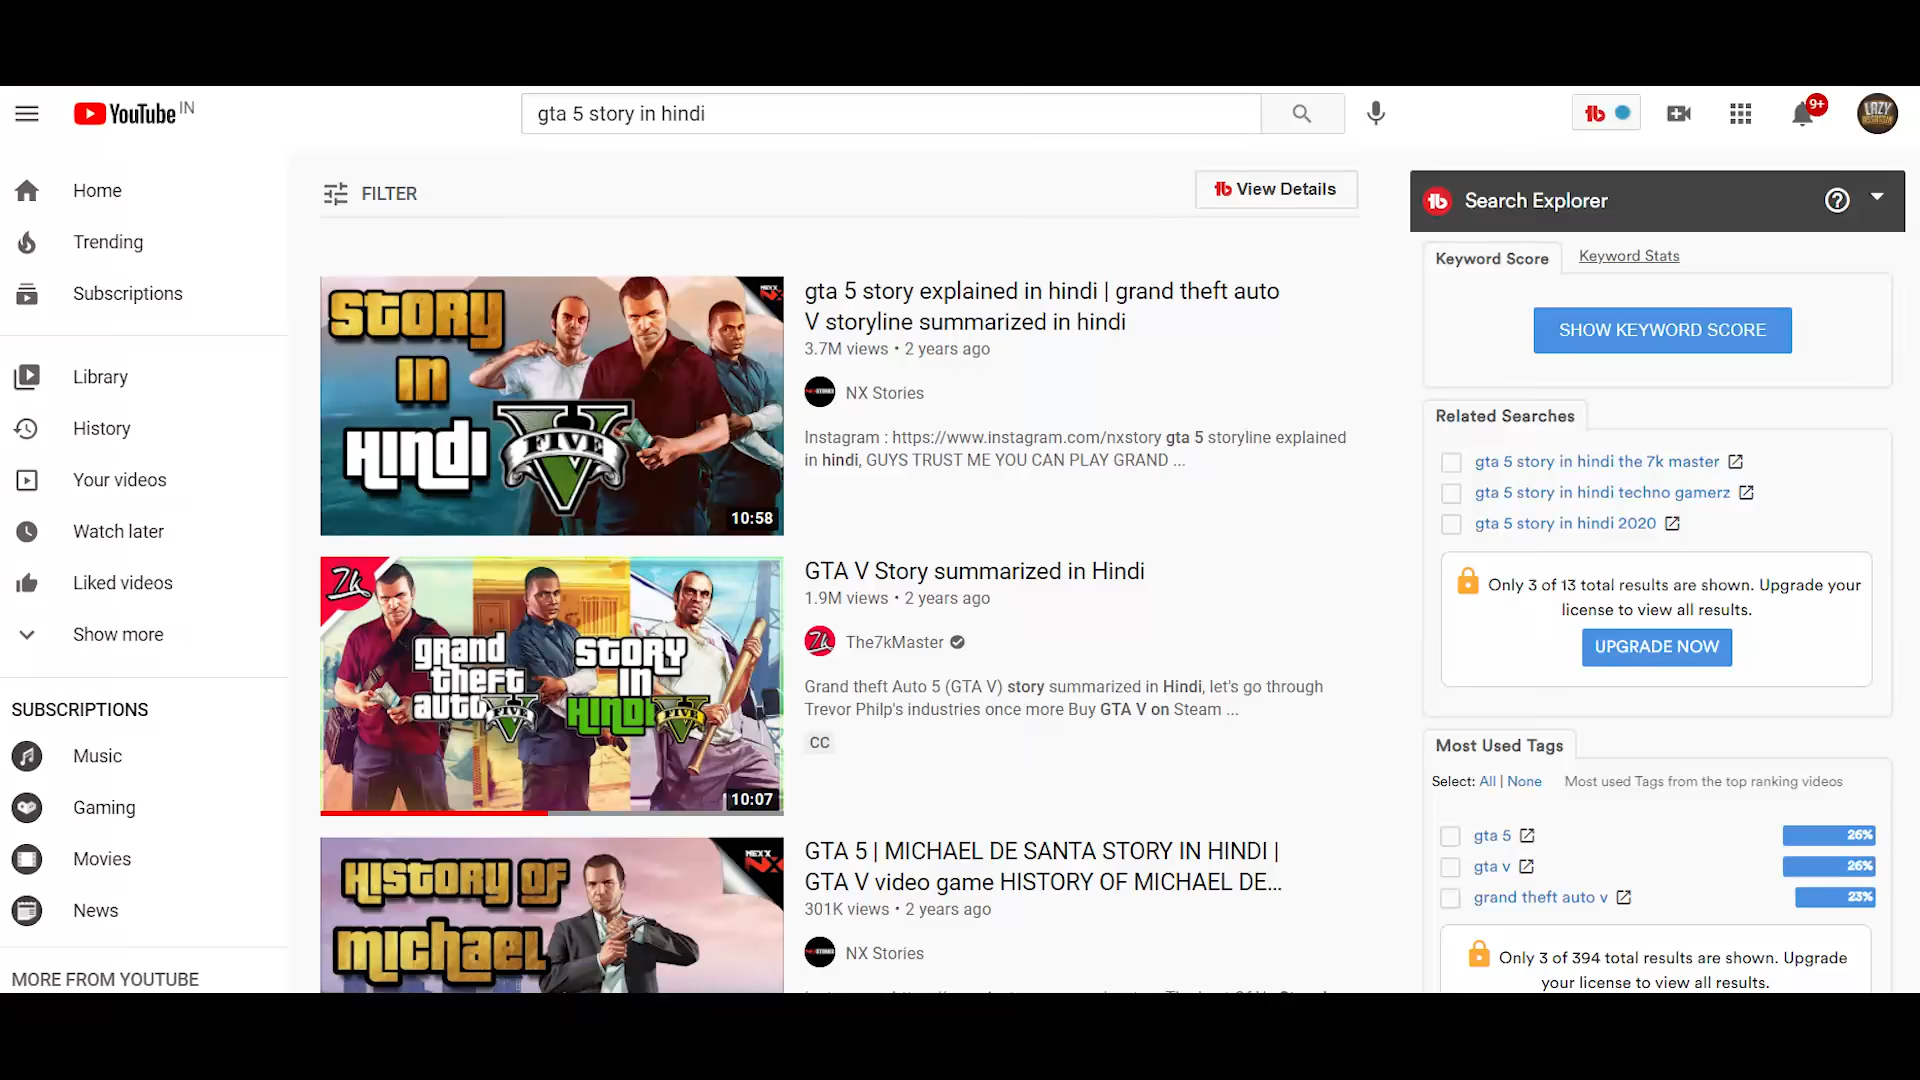 YouTube IN
gta 5 story in hindi
9+
LAZY
ASSASSIN
Home
Trending
Subscriptions
Library
History
Your videos
Watch later
Liked videos
Show more
SUBSCRIPTIONS
Music
Gaming
Movies
News
MORE FROM YOUTUBE
FILTER
View Details
STORY
IN
HINDI
FIVE
NX
10:58
gta 5 story explained in hindi | grand theft auto
V storyline summarized in hindi
3.7M views • 2 years ago
NX Stories
Instagram : https://www.instagram.com/nxstory gta 5 storyline explained
in hindi, GUYS TRUST ME YOU CAN PLAY GRAND ...
7k
grand
theft
auto
FIVE
STORY
IN
HINDI
FIVE
10:07
GTA V Story summarized in Hindi
1.9M views • 2 years ago
7k
The7kMaster
Grand theft Auto 5 (GTA V) story summarized in Hindi, let's go through
Trevor Philp's industries once more Buy GTA V on Steam ...
CC
HISTORY OF
michael
NX
GTA 5 | MICHAEL DE SANTA STORY IN HINDI |
GTA V video game HISTORY OF MICHAEL DE...
301K views • 2 years ago
NX Stories
Search Explorer
Keyword Score
Keyword Stats
SHOW KEYWORD SCORE
Related Searches
gta 5 story in hindi the 7k master
gta 5 story in hindi techno gamerz
gta 5 story in hindi 2020
Only 3 of 13 total results are shown. Upgrade your
license to view all results.
UPGRADE NOW
Most Used Tags
Select: All | None Most used Tags from the top ranking videos
gta 5 26%
gta v 26%
grand theft auto v 23%
Only 3 of 394 total results are shown. Upgrade
your license to view all results.